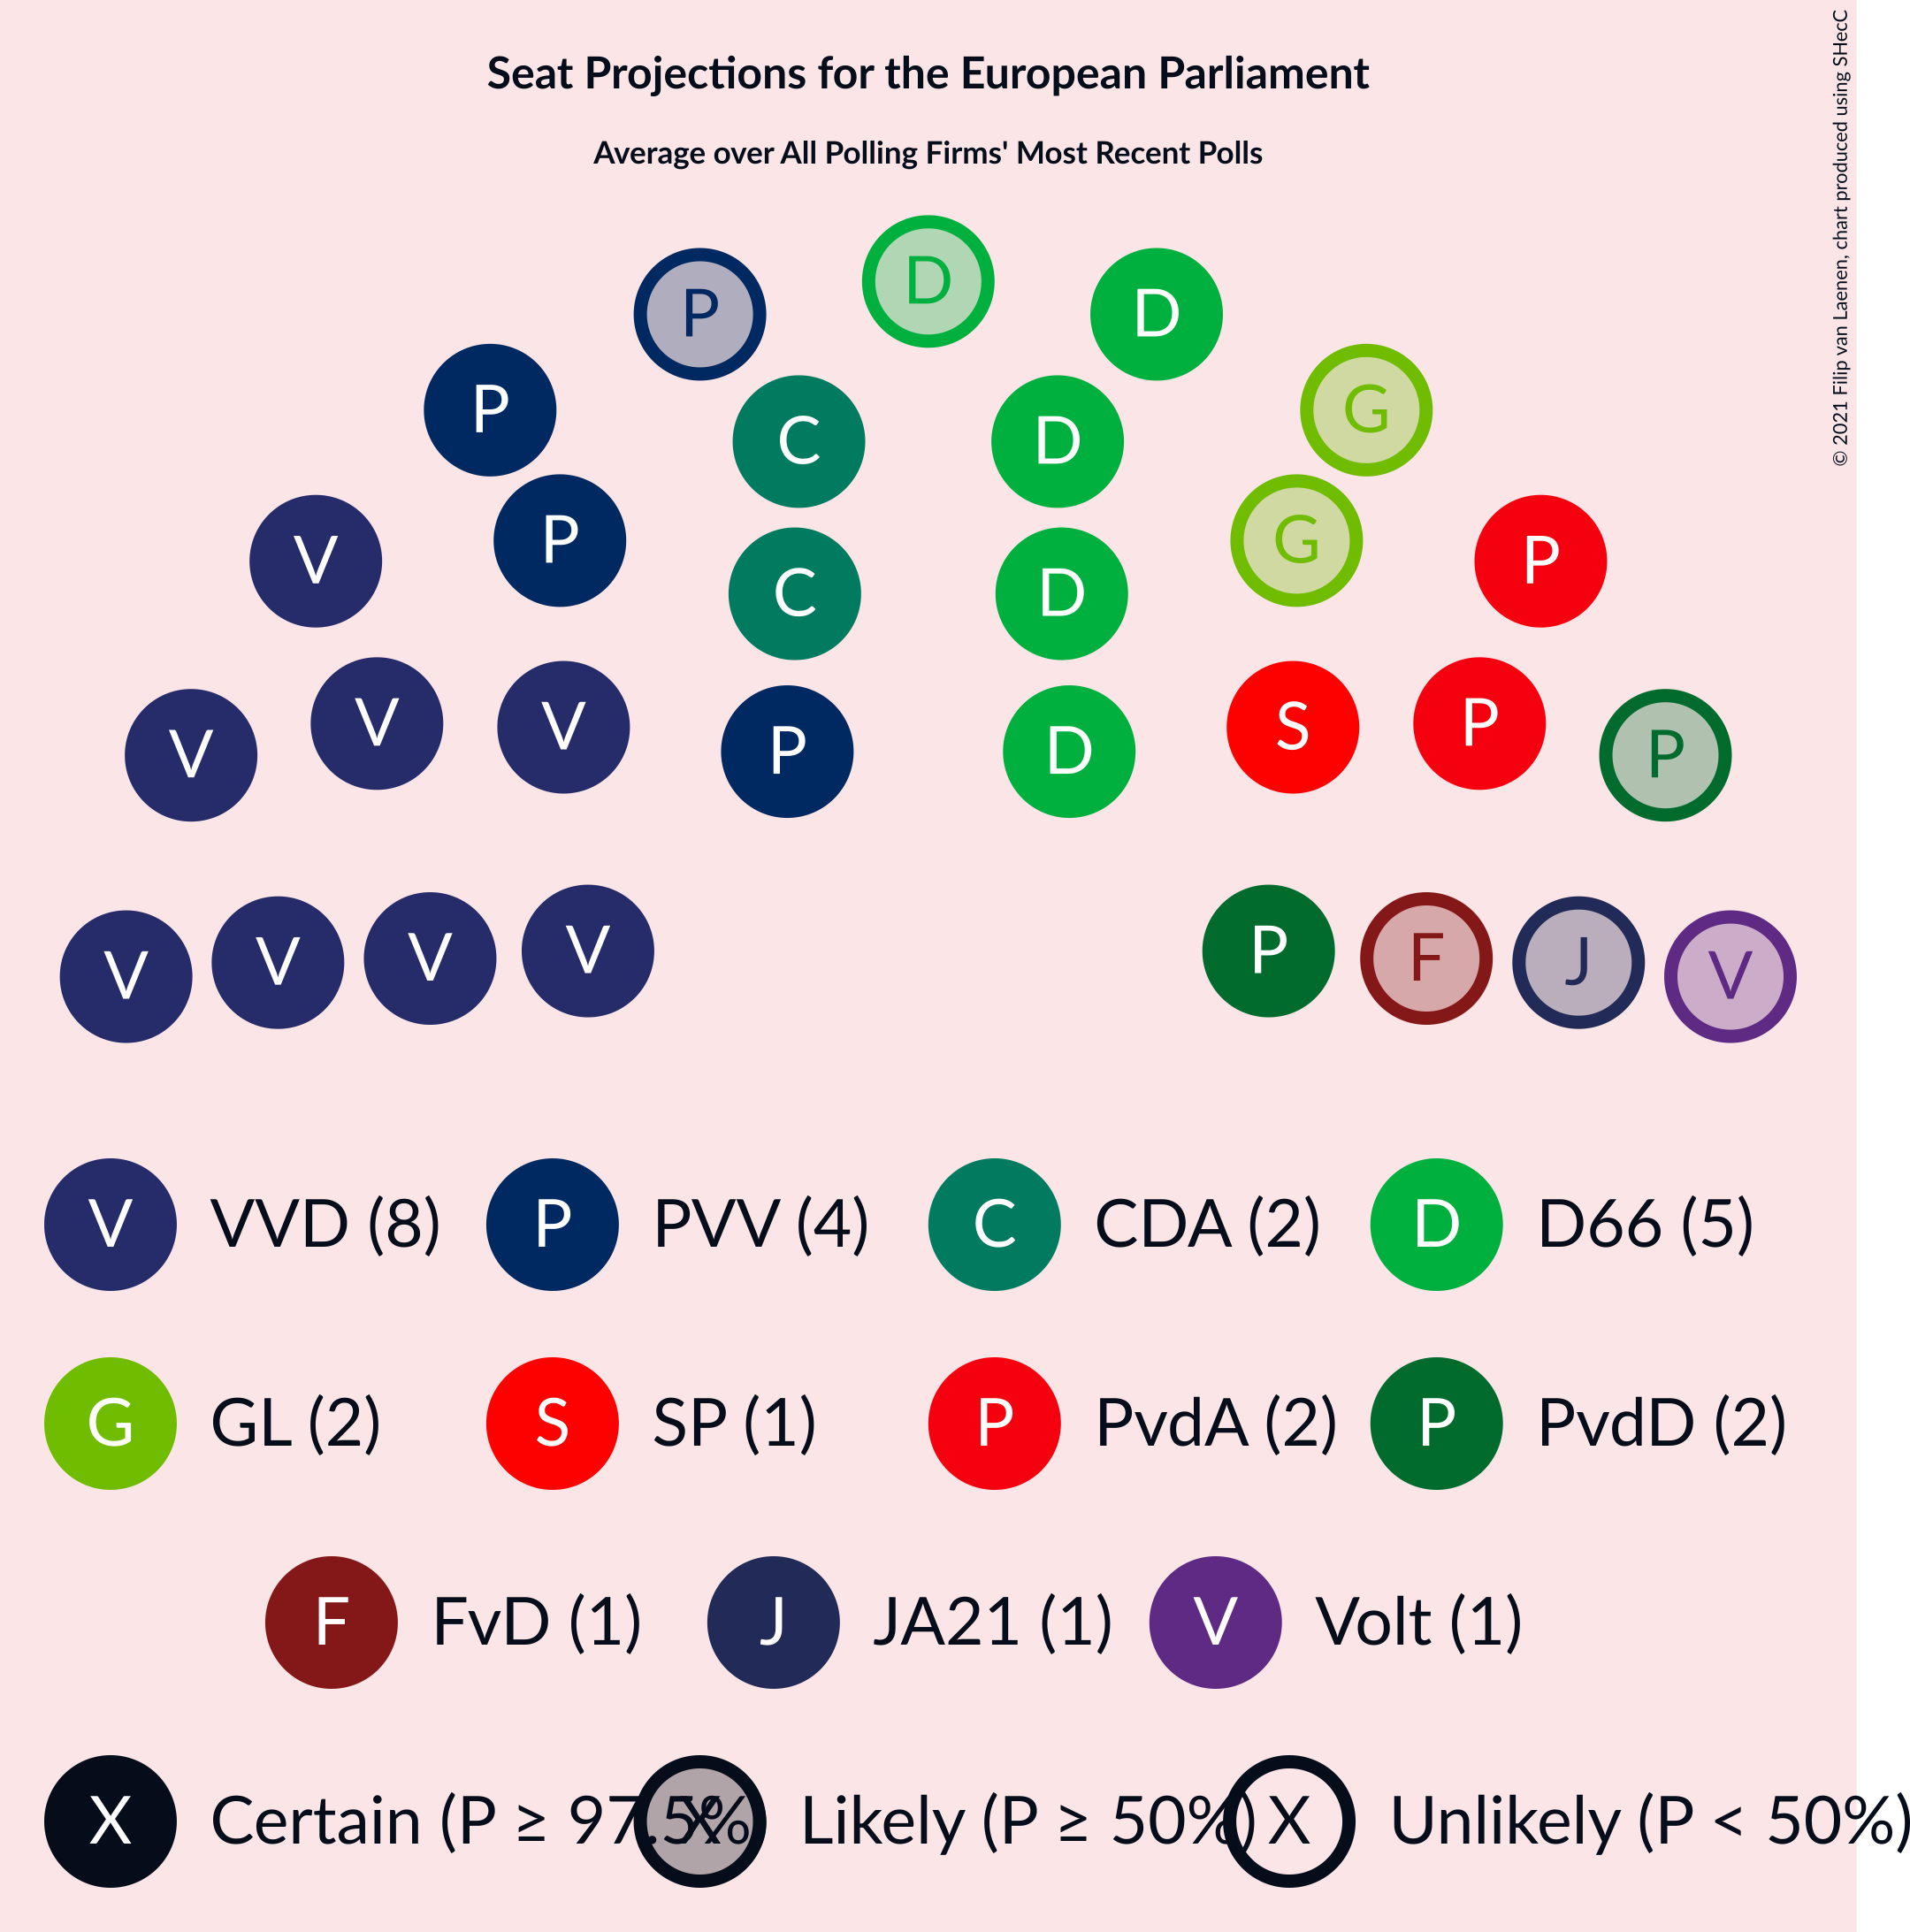 Seat Projections for the European Parliament
Average over All Polling Firms' Most Recent Polls
© 2021 Filip van Laenen, chart produced using SHecC
D
P D
P G
C D
P G
V P
C D
V V S P
P D
V P
V P
V V F J
V V
V VVD (8) P PVV (4) C CDA (2) D D66 (5)
G GL (2) S SP (1) P PvdA (2) P PvdD (2)
F FvD (1) J JA21 (1) V Volt (1)
X Certain (P ≥ 97.5% X Likely (P ≥ 50%) X Unlikely (P < 50%)